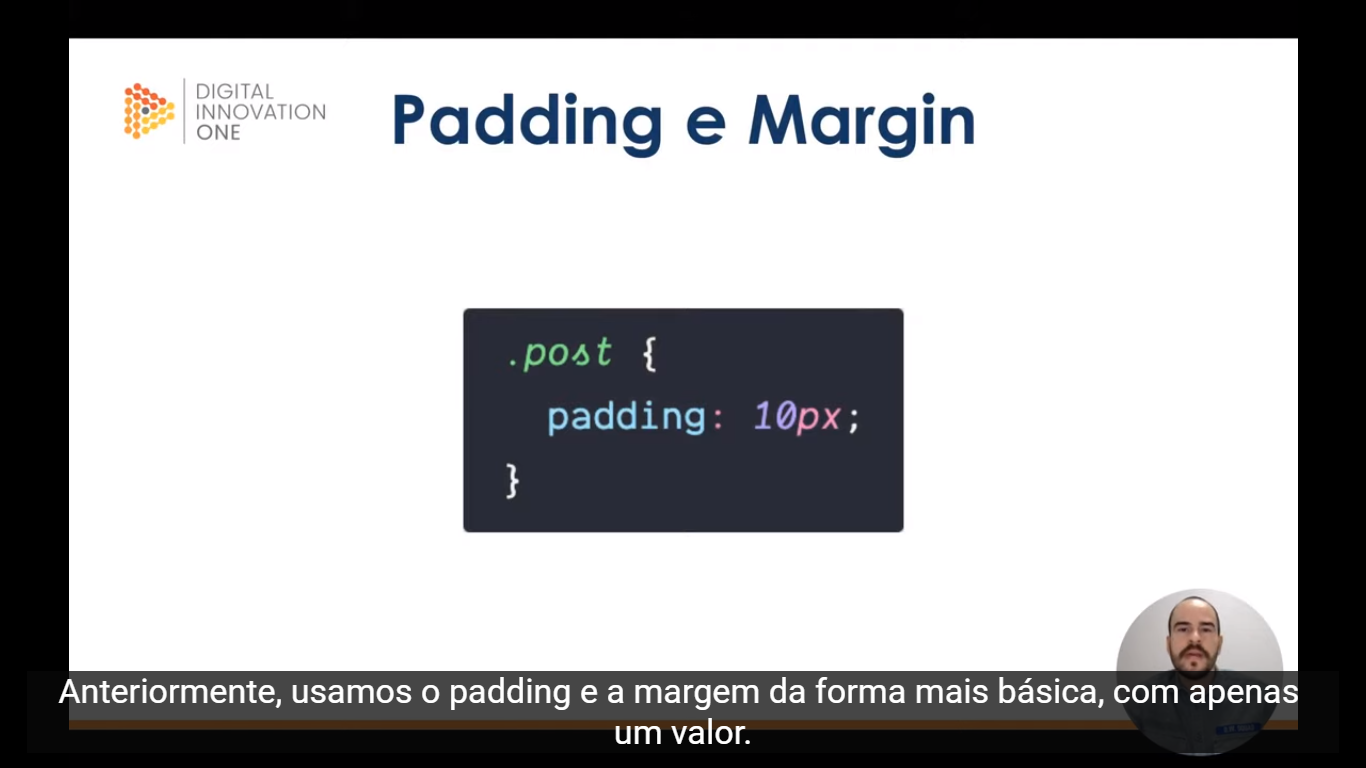 DIGITAL
INNOVATION
ONE
Padding e Margin
.post {
padding: 10px;
}
Anteriormente, usamos o padding e a margem da forma mais básica, com apenas
um valor.